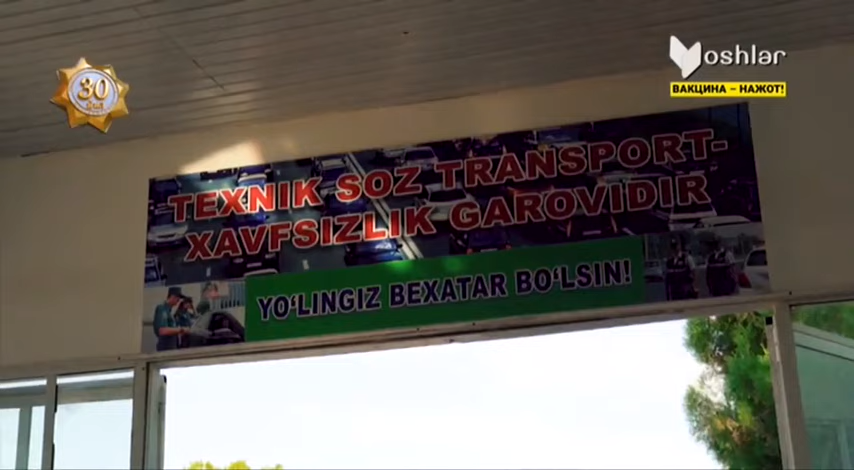 30
Yoshlar
ВАКЦИНА – НАЖОТ!
TEXNIK SOZ TRANSPORT-
XAVFSIZLIK GAROVIDIR
YO'LINGIZ BEXATAR BO'LSIN!